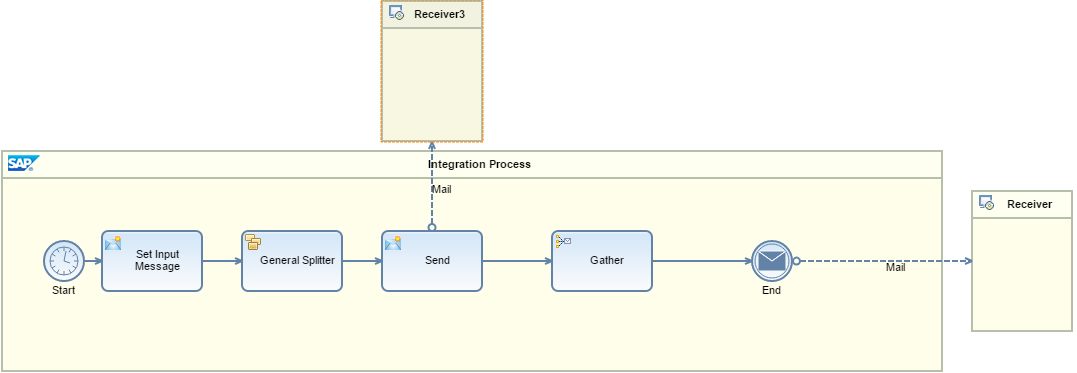 Receiver3
SAP
Integration Process
Mail
Receiver
Set Input
Message
General Splitter
Send
Gather
Mail
Start
End